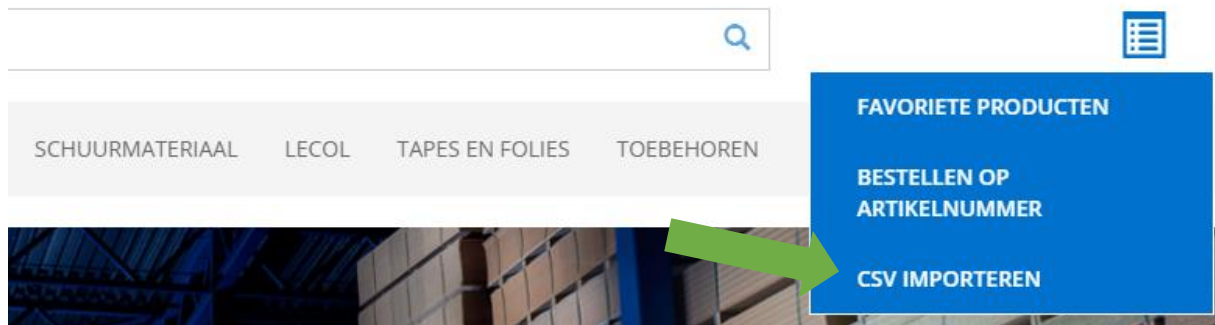 FAVORIETE PRODUCTEN
SCHUURMATERIAAL LECOL TAPES EN FOLIES TOEBEHOREN
BESTELLEN OP
ARTIKELNUMMER
CSV IMPORTEREN